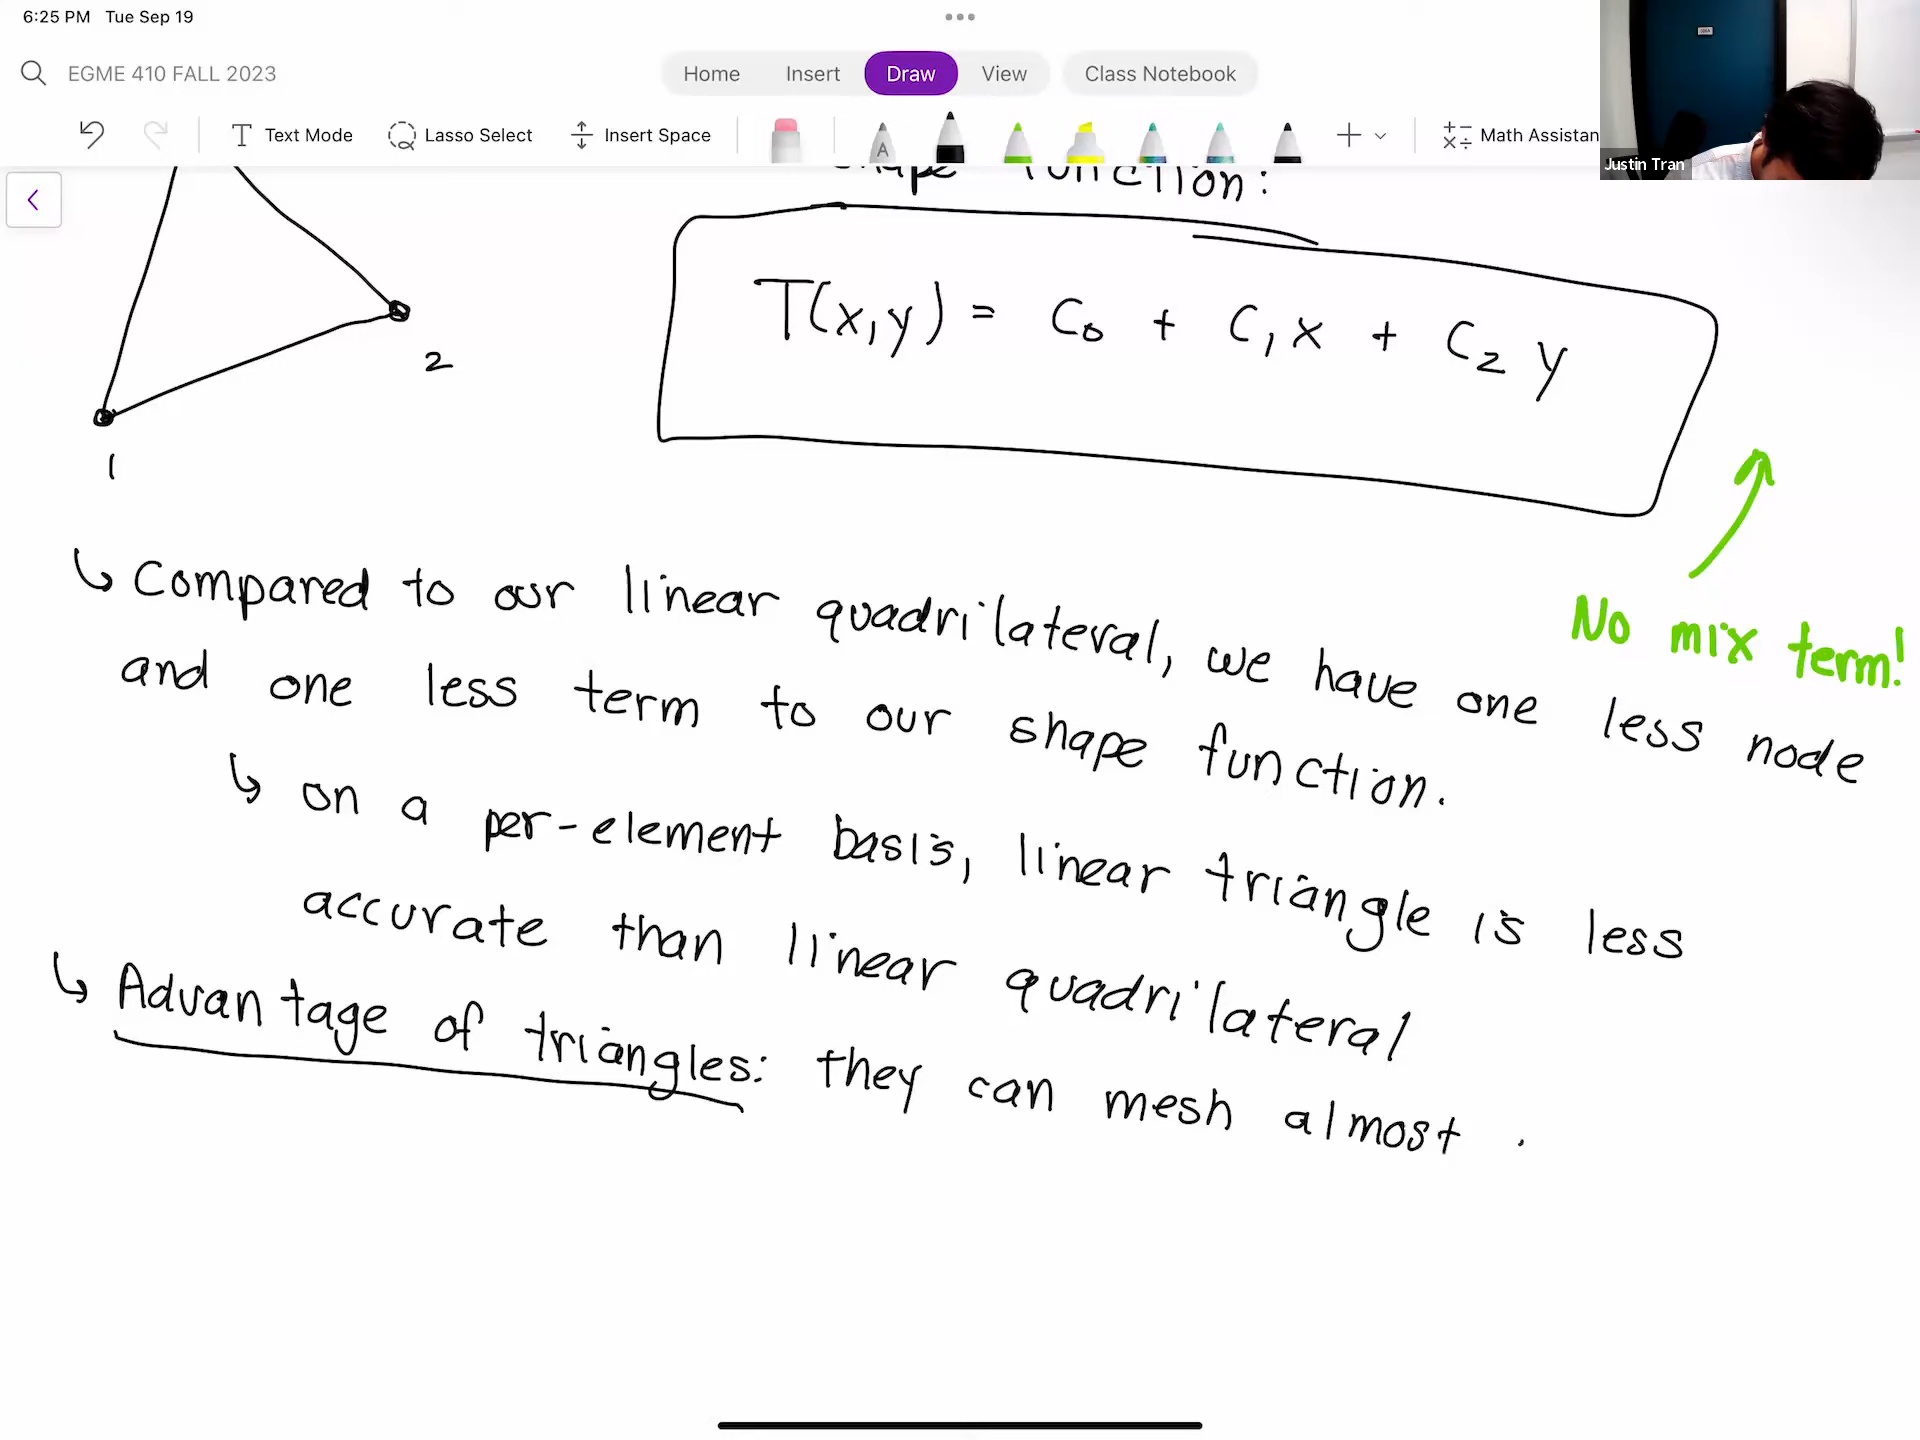 6:25 PM Tue Sep 19
EGME 410 FALL 2023
Home Insert Draw View Class Notebook
Text Mode Lasso Select Insert Space A Math Assistan
Justin Tran
shape function:
T(x,y) = C₀ + C₁x + C₂y
2
1
No mix term!
↳ Compared to our linear quadrilateral, we have one less node
and one less term to our shape function.
↳ on a per-element basis, linear triangle is less
accurate than linear quadrilateral
↳ Advantage of triangles: they can mesh almost